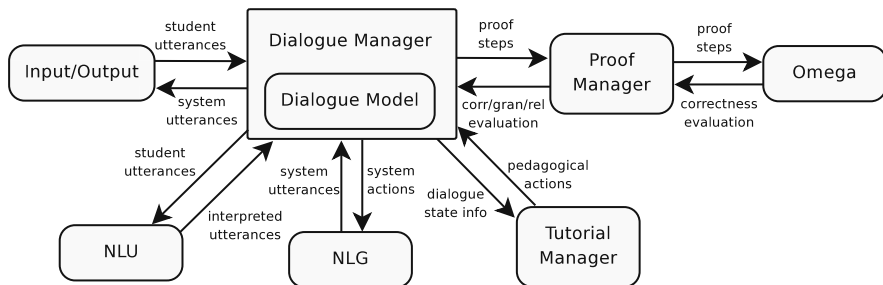 student
utterances
Dialogue Manager
proof
steps
proof
steps
Input/Output
Proof
Manager
Omega
Dialogue Model
system
utterances
corr/gran/rel
evaluation
correctness
evaluation
student
utterances
system
utterances
system
actions
pedagogical
actions
dialogue
state info
interpreted
utterances
NLU
NLG
Tutorial
Manager